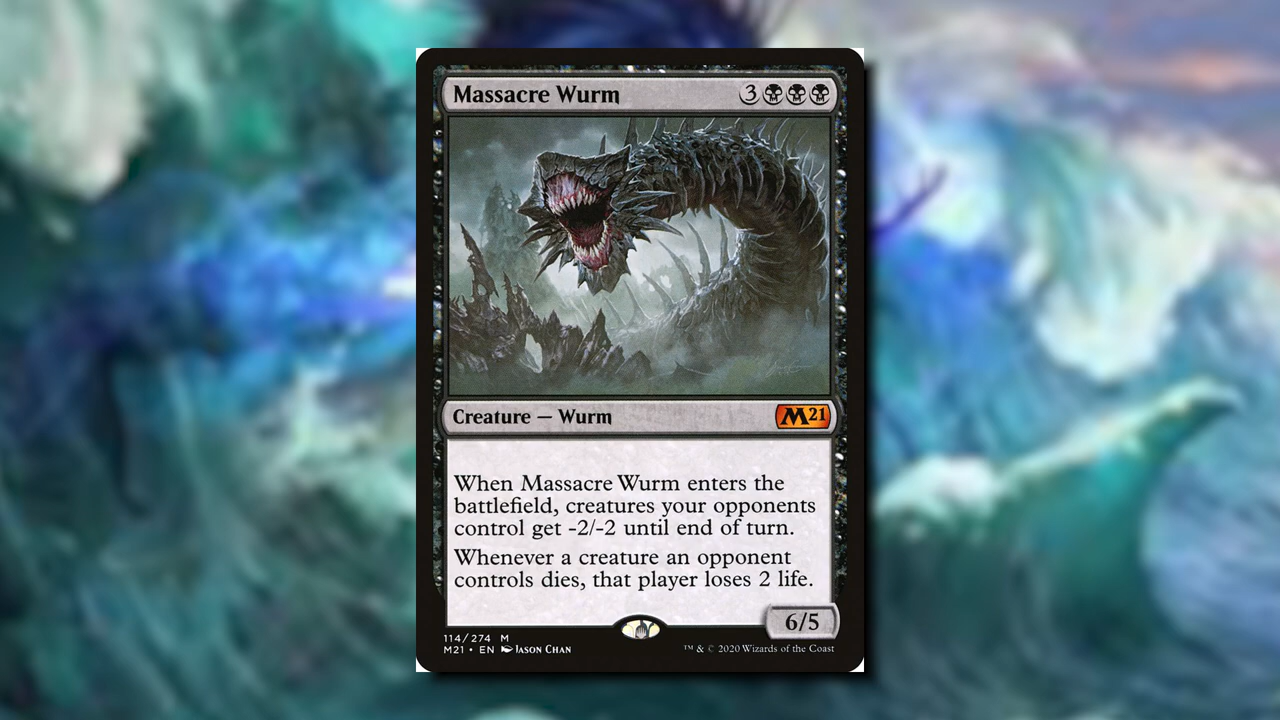 Massacre Wurm 3
Creature — Wurm M21
When Massacre Wurm enters the
battlefield, creatures your opponents
control get -2/-2 until end of turn.
Whenever a creature an opponent
controls dies, that player loses 2 life.
6/5
114/274 M
M21 • EN Jason Chan
™ & © 2020 Wizards of the Coast